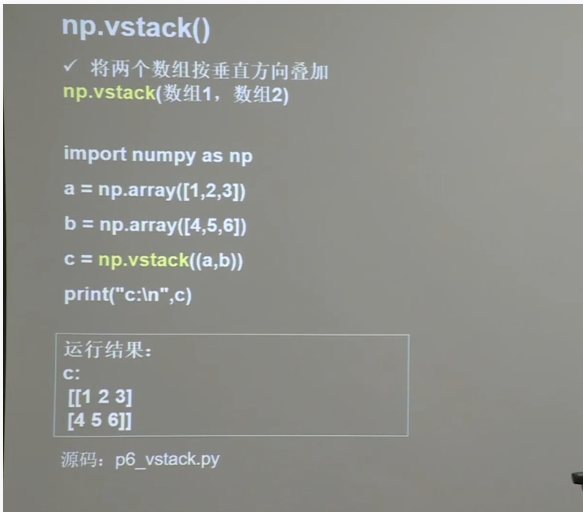 np.vstack()
✓ 将两个数组按垂直方向叠加
np.vstack(数组1，数组2)
import numpy as np
a = np.array([1,2,3])
b = np.array([4,5,6])
c = np.vstack((a,b))
print("c:\n",c)
运行结果：
c:
[[1 2 3]
[4 5 6]]
源码：p6_vstack.py